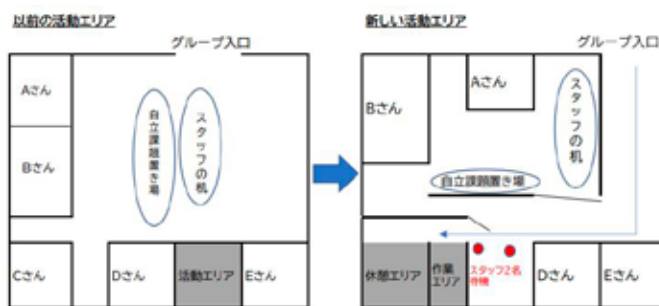 以前の活動エリア
グループ入口
Aさん
Bさん
Cさん
Dさん
活動エリア
Eさん
自立課題置き場
スタッフの机
新しい活動エリア
グループ入口
Bさん
Aさん
スタッフの机
自立課題置き場
休憩エリア
作業
エリア
スタッフ2名
待機
Dさん
Eさん